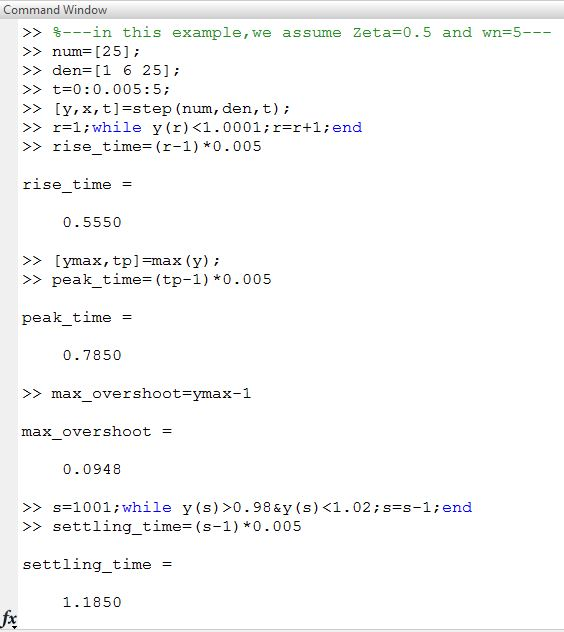 Command Window
>> %---in this example,we assume Zeta=0.5 and wn=5---
>> num=[25];
>> den=[1 6 25];
>> t=0:0.005:5;
>> [y,x,t]=step(num,den,t);
>> r=1;while y(r)<1.0001;r=r+1;end
>> rise_time=(r-1)*0.005
rise_time =
0.5550
>> [ymax,tp]=max(y);
>> peak_time=(tp-1)*0.005
peak_time =
0.7850
>> max_overshoot=ymax-1
max_overshoot =
0.0948
>> s=1001;while y(s)>0.98&y(s)<1.02;s=s-1;end
>> settling_time=(s-1)*0.005
settling_time =
1.1850
fx